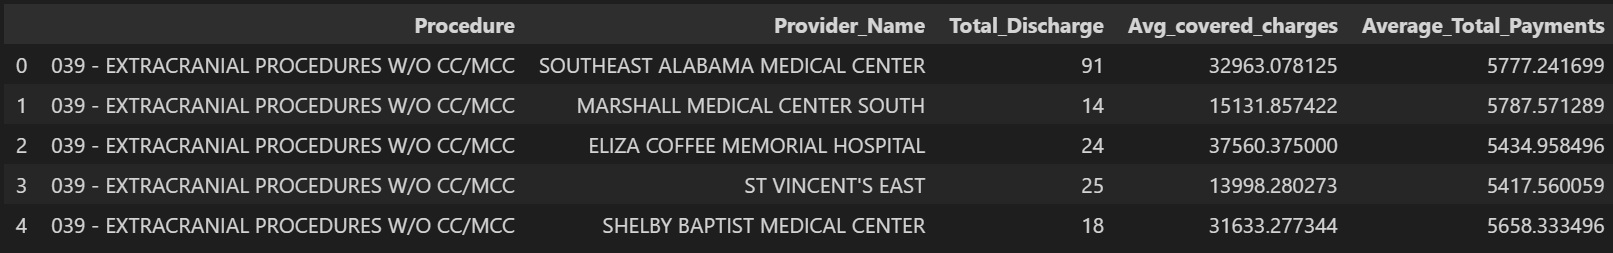 Procedure Provider_Name Total_Discharge Avg_covered_charges Average_Total_Payments
0 039 - EXTRACRANIAL PROCEDURES W/O CC/MCC SOUTHEAST ALABAMA MEDICAL CENTER 91 32963.078125 5777.241699
1 039 - EXTRACRANIAL PROCEDURES W/O CC/MCC MARSHALL MEDICAL CENTER SOUTH 14 15131.857422 5787.571289
2 039 - EXTRACRANIAL PROCEDURES W/O CC/MCC ELIZA COFFEE MEMORIAL HOSPITAL 24 37560.375000 5434.958496
3 039 - EXTRACRANIAL PROCEDURES W/O CC/MCC ST VINCENT'S EAST 25 13998.280273 5417.560059
4 039 - EXTRACRANIAL PROCEDURES W/O CC/MCC SHELBY BAPTIST MEDICAL CENTER 18 31633.277344 5658.333496